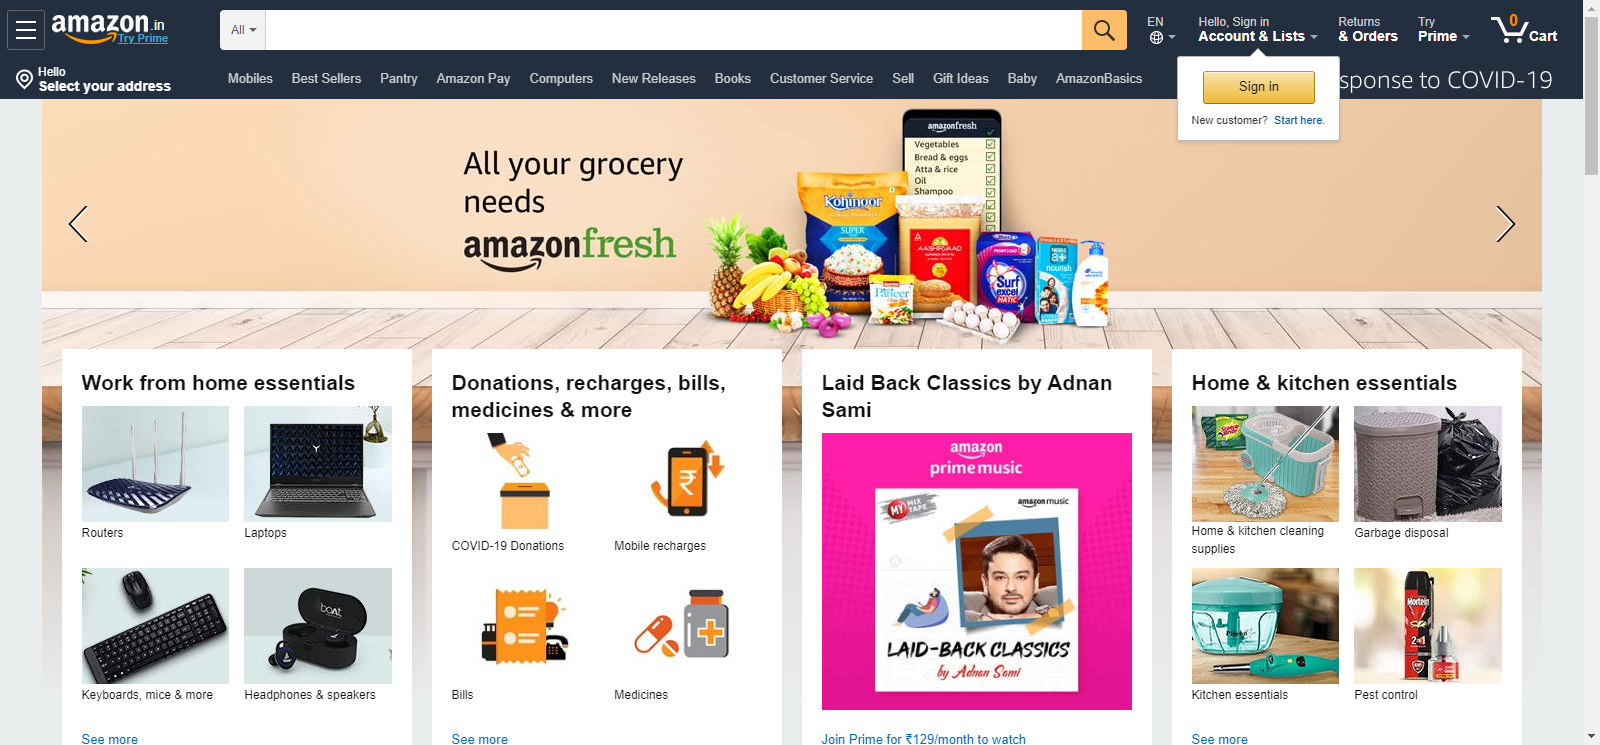 amazon.in
Try Prime
All
EN
Hello, Sign in
Account & Lists
Returns
& Orders
Try
Prime
0
Cart
Hello
Select your address
Mobiles
Best Sellers
Pantry
Amazon Pay
Computers
New Releases
Books
Customer Service
Sell
Gift Ideas
Baby
AmazonBasics
sponse to COVID-19
Sign in
New customer? Start here.
All your grocery
needs
amazonfresh
amazonfresh
Vegetables
Bread & eggs
Atta & rice
Oil
Shampoo
Kohinoor
SUPER
AASHIRVAAD
Paneer
Surf
excel
MATIC
a+
nourish
Work from home essentials
Routers
Laptops
boAt
Keyboards, mice & more
Headphones & speakers
See more
Donations, recharges, bills,
medicines & more
COVID-19 Donations
₹
Mobile recharges
Bills
Medicines
See more
Laid Back Classics by Adnan
Sami
amazon
prime music
MY MIX
TAPE
amazon music
LAID-BACK CLASSICS
by Adnan Sami
Join Prime for ₹129/month to watch
Home & kitchen essentials
Home & kitchen cleaning
supplies
Garbage disposal
Pigeon
Mortein
2in1
Kitchen essentials
Pest control
See more